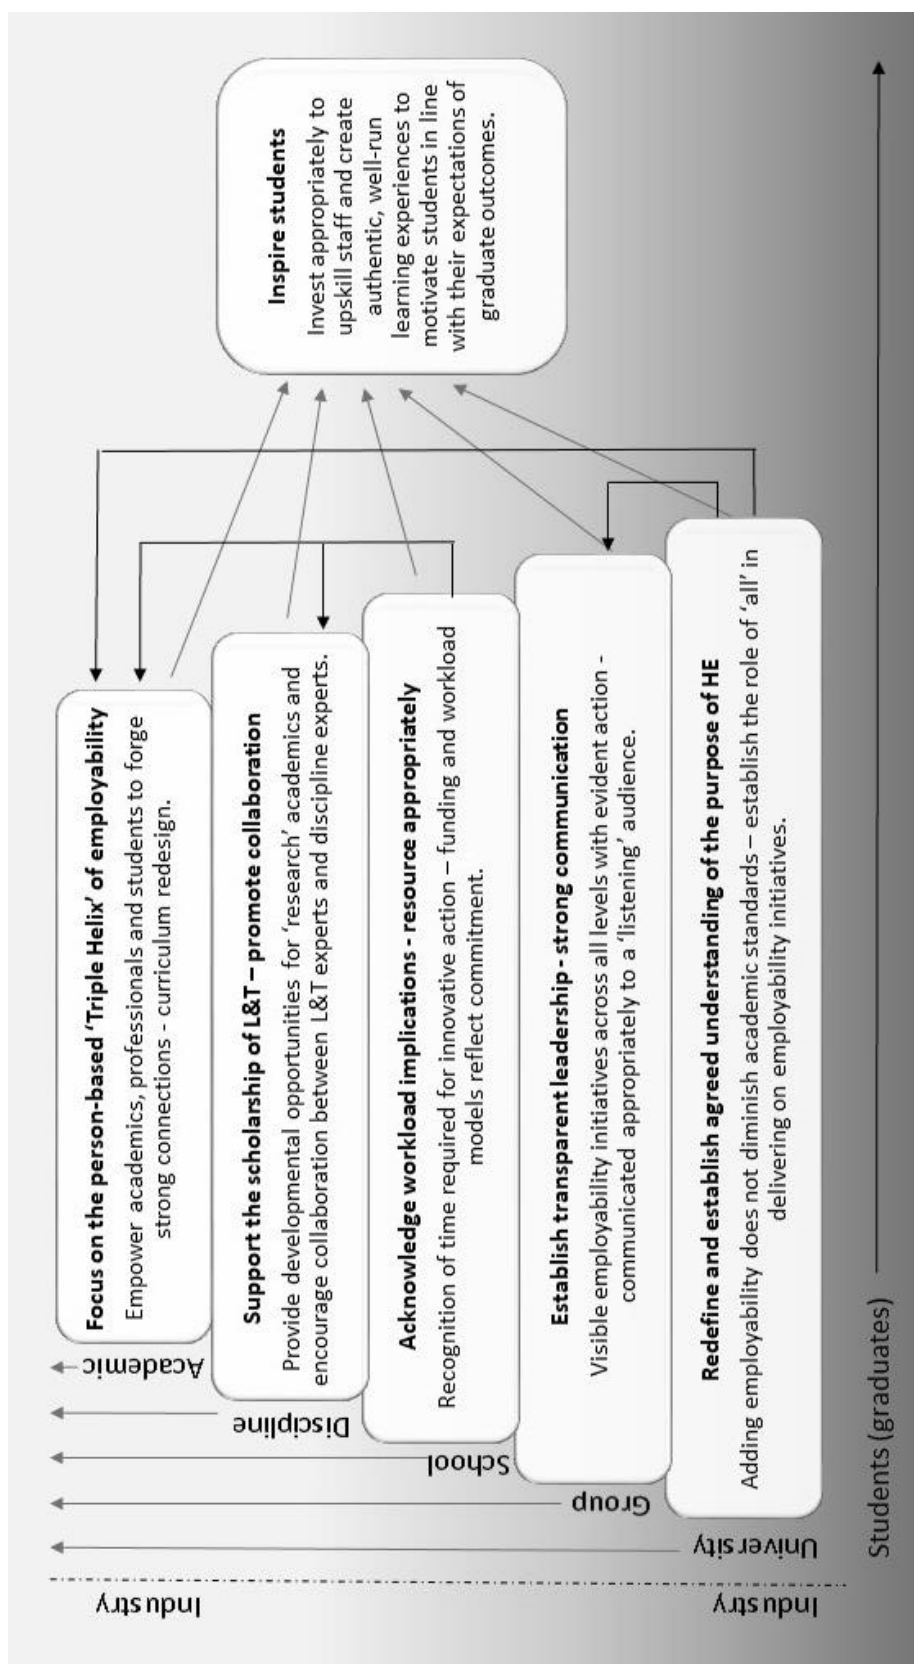 Focus on the person-based ‘Triple Helix’ of employability
Empower academics, professionals and students to forge
strong connections - curriculum redesign.
Support the scholarship of L&T – promote collaboration
Provide developmental opportunities for ‘research’ academics and
encourage collaboration between L&T experts and discipline experts.
Acknowledge workload implications - resource appropriately
Recognition of time required for innovative action – funding and workload
models reflect commitment.
Establish transparent leadership - strong communication
Visible employability initiatives across all levels with evident action -
communicated appropriately to a ‘listening’ audience.
Redefine and establish agreed understanding of the purpose of HE
Adding employability does not diminish academic standards – establish the role of ‘all’ in
delivering on employability initiatives.
Inspire students
Invest appropriately to
upskill staff and create
authentic, well-run
learning experiences to
motivate students in line
with their expectations of
graduate outcomes.
Academic
Discipline
School
Group
University
Industry
Industry
Students (graduates)